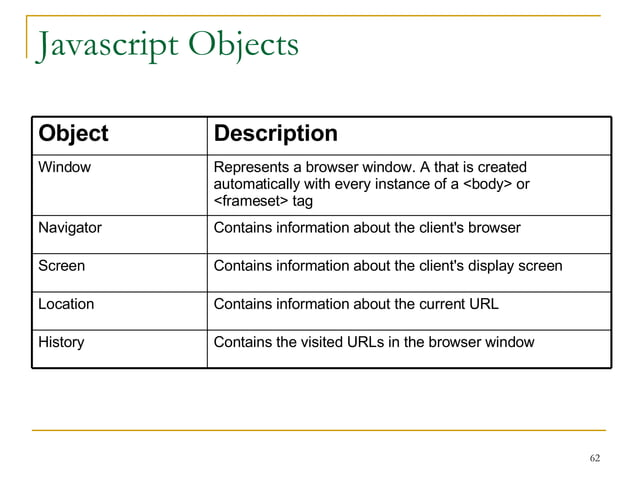 Javascript Objects
Object Description
Window Represents a browser window. A that is created
automatically with every instance of a <body> or
<frameset> tag
Navigator Contains information about the client's browser
Screen Contains information about the client's display screen
Location Contains information about the current URL
History Contains the visited URLs in the browser window
62